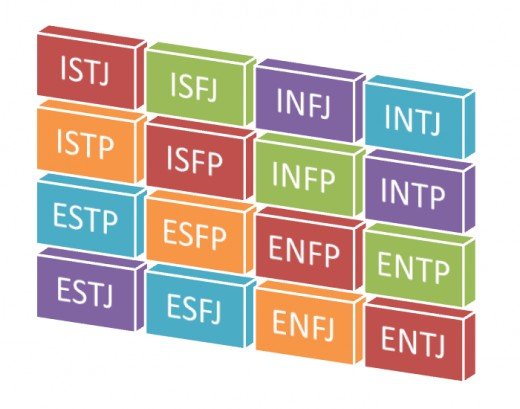 ISTJ ISFJ INFJ INTJ
ISTP ISFP INFP INTP
ESTP ESFP ENFP ENTP
ESTJ ESFJ ENFJ ENTJ